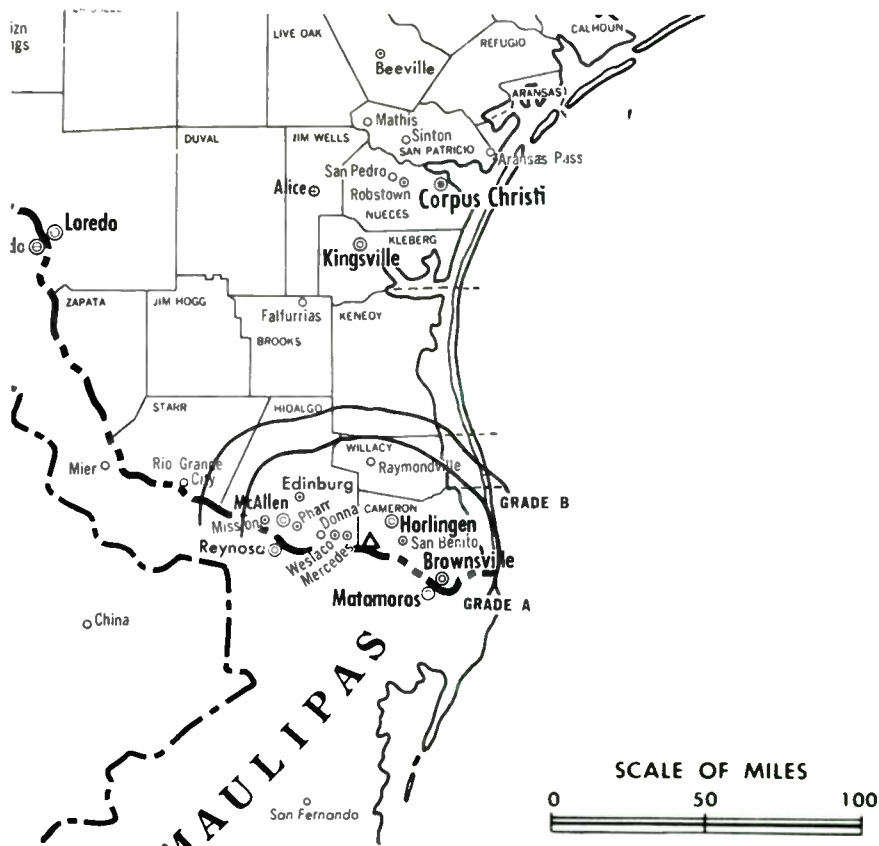 LIVE OAK
CALHOUN
REFUGIO
Beeville
ARANSAS
Mathis
Sinton
SAN PATRICIO
Aransas Pass
DUVAL
JIM WELLS
San Pedro
Robstown
Alice
Corpus Christi
NUECES
Loredo
do
KLEBERG
Kingsville
ZAPATA
JIM HOGG
Falfurrias
KENEDY
BROOKS
STARR
HIDALGO
WILLACY
Raymondville
Mier
Rio Grande
City
Edinburg
GRADE B
McAllen
Mission
Pharr
Donna
CAMERON
Horlingen
San Benito
Reynosa
Weslaco
Mercedes
Brownsville
Matamoros
GRADE A
China
MAULIPAS
San Fernando
SCALE OF MILES
0 50 100